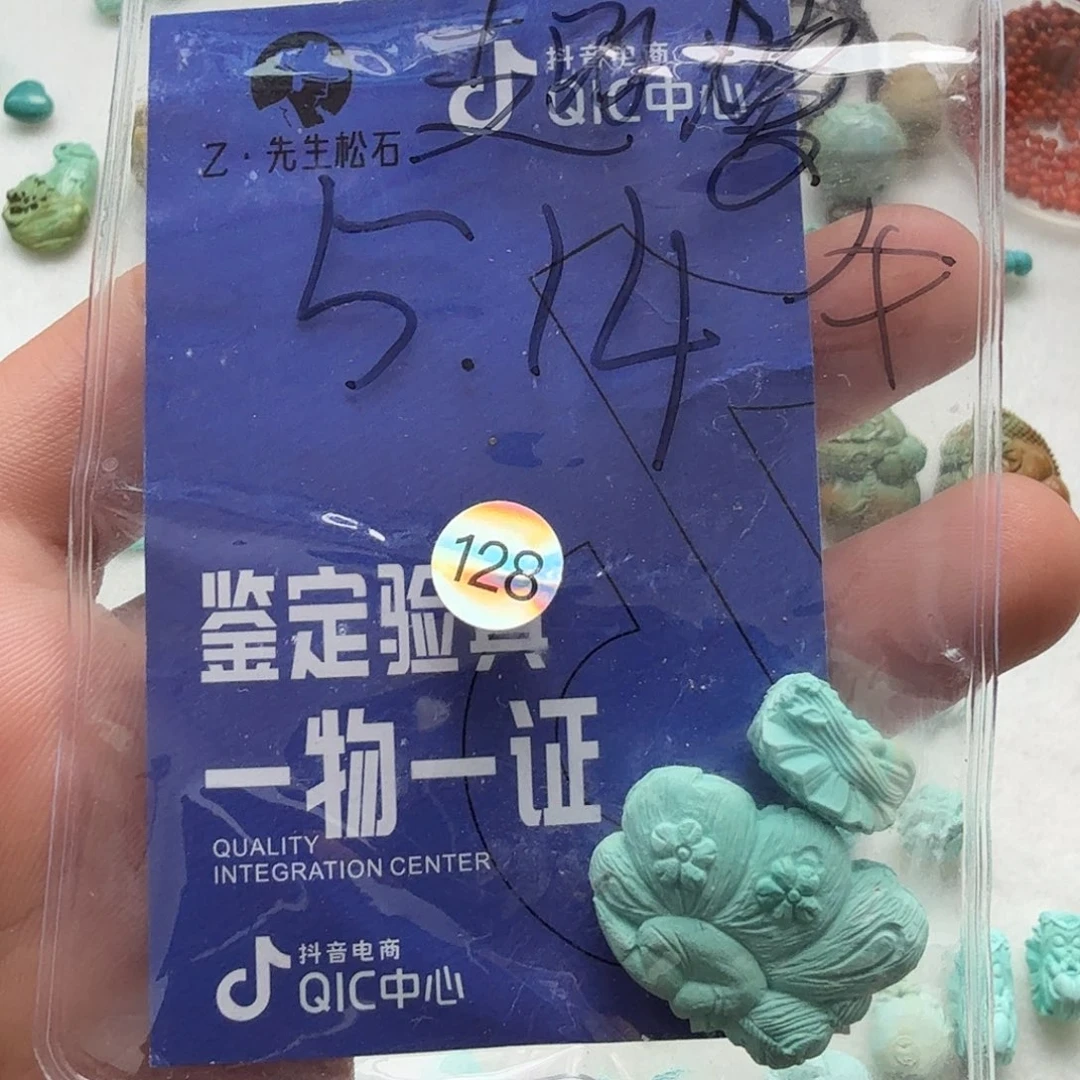 抖音电商
QIC中心
Z·先生松石
5.14
128
鉴定验真
一物一证
QUALITY
INTEGRATION CENTER
抖音电商
QIC中心